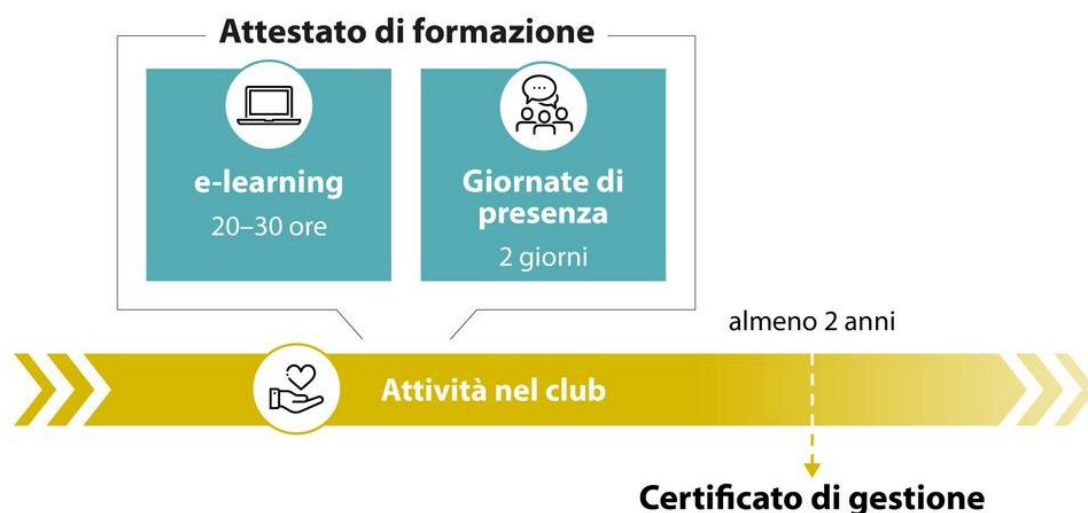 Attestato di formazione
e-learning
20–30 ore
Giornate di
presenza
2 giorni
almeno 2 anni
Attività nel club
Certificato di gestione